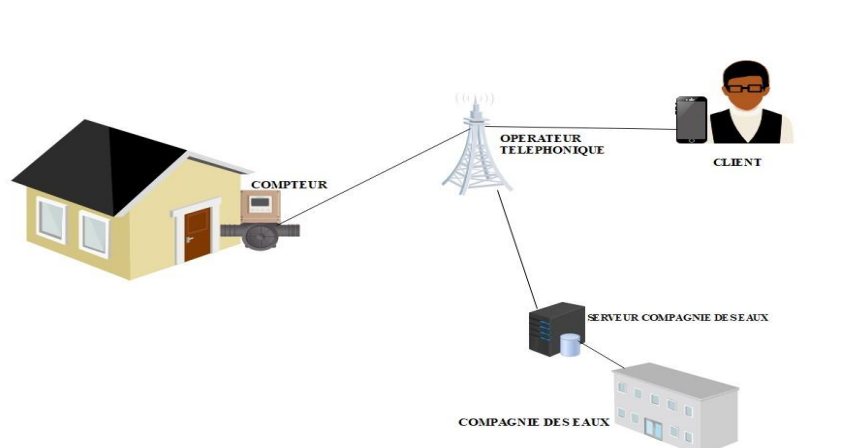 COMPTEUR
OPERATEUR
TELEPHONIQUE
CLIENT
SERVEUR COMPAGNIE DES EAUX
COMPAGNIE DES EAUX